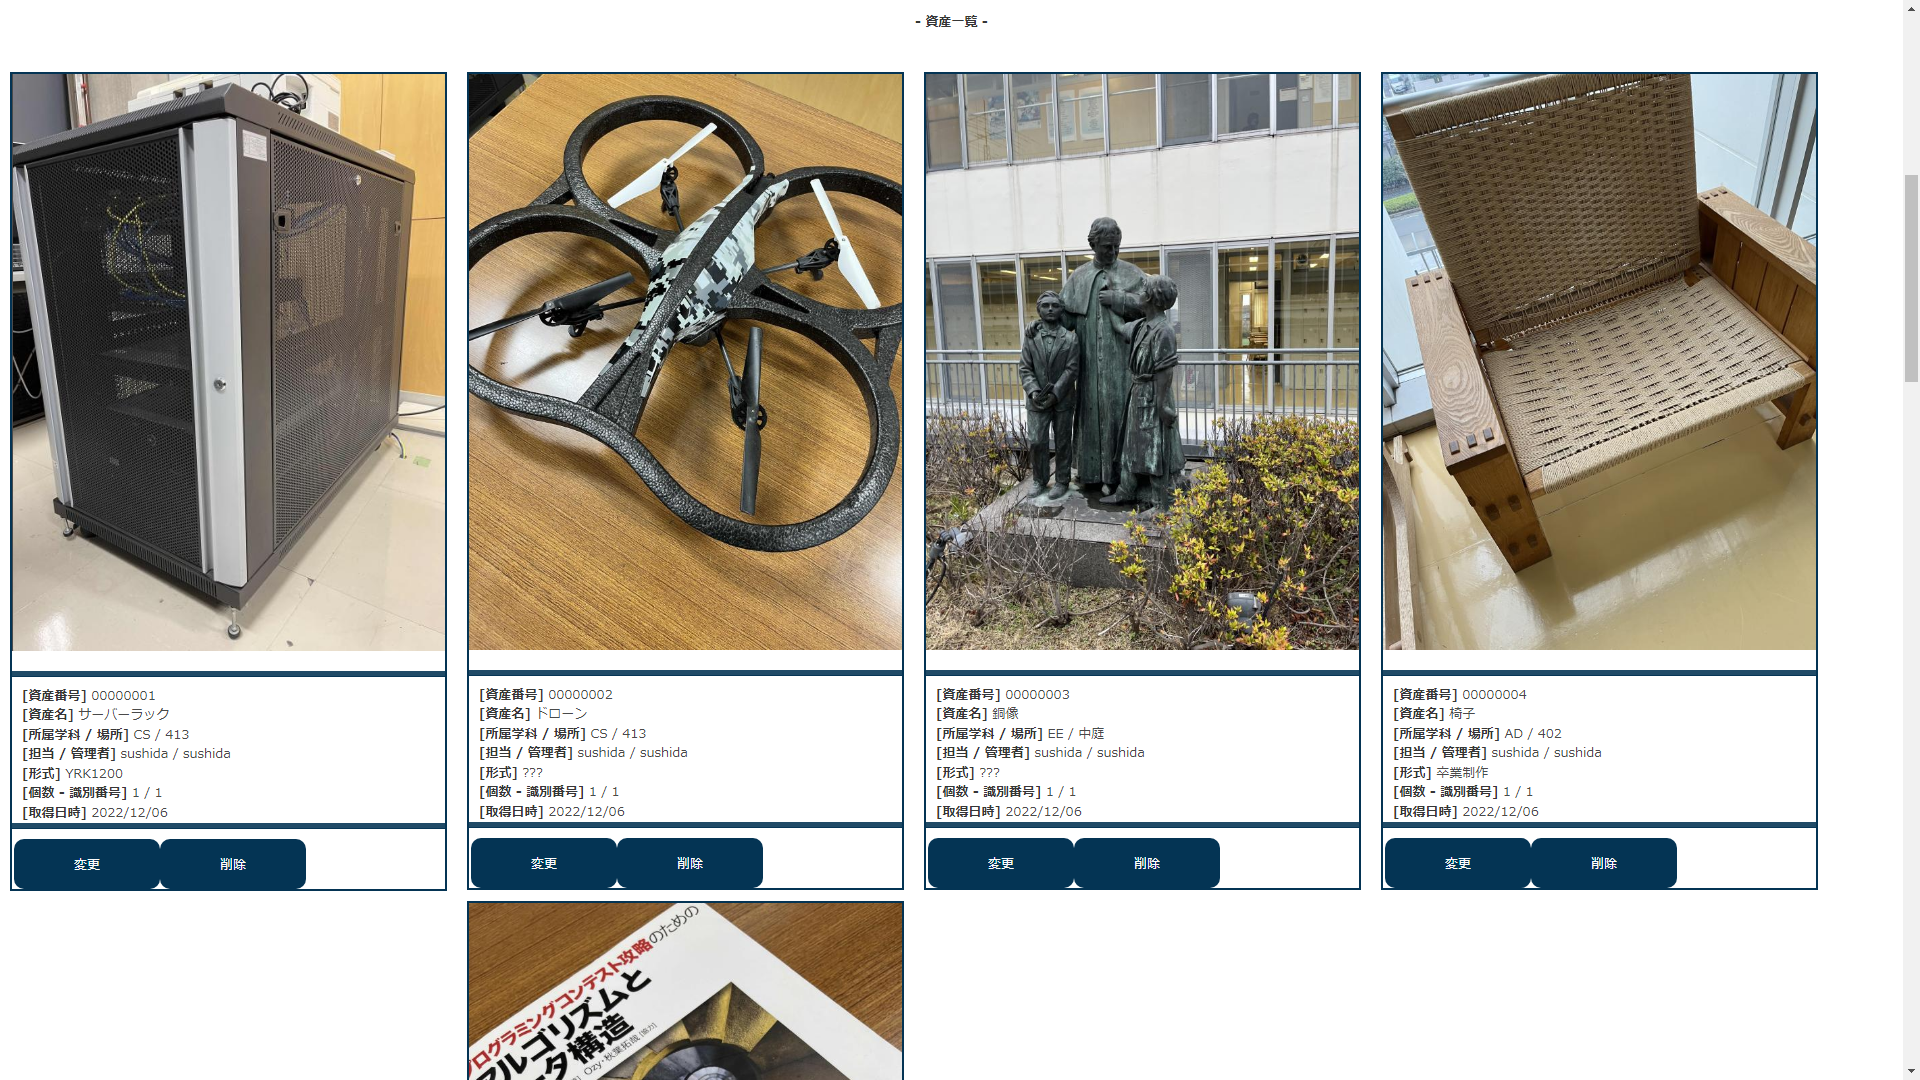 - 資産一覧 -
[資産番号] 00000001
[資産名] サーバーラック
[所属学科 / 場所] CS / 413
[担当 / 管理者] sushida / sushida
[形式] YRK1200
[個数 - 識別番号] 1 / 1
[取得日時] 2022/12/06
変更 削除
[資産番号] 00000002
[資産名] ドローン
[所属学科 / 場所] CS / 413
[担当 / 管理者] sushida / sushida
[形式] ???
[個数 - 識別番号] 1 / 1
[取得日時] 2022/12/06
変更 削除
[資産番号] 00000003
[資産名] 銅像
[所属学科 / 場所] EE / 中庭
[担当 / 管理者] sushida / sushida
[形式] ???
[個数 - 識別番号] 1 / 1
[取得日時] 2022/12/06
変更 削除
[資産番号] 00000004
[資産名] 椅子
[所属学科 / 場所] AD / 402
[担当 / 管理者] sushida / sushida
[形式] 卒業制作
[個数 - 識別番号] 1 / 1
[取得日時] 2022/12/06
変更 削除
プログラミングコンテスト攻略のための
アルゴリズムと
タ構造
Ozy・秋葉拓哉 [協力]